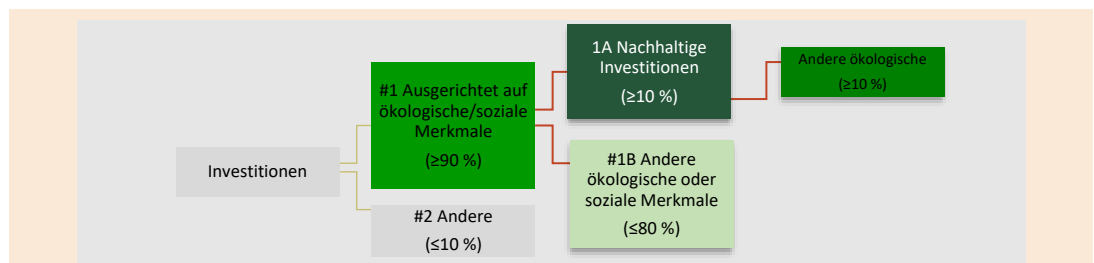 Investitionen
#1 Ausgerichtet auf
ökologische/soziale
Merkmale
(≥90 %)
#2 Andere
(≤10 %)
1A Nachhaltige
Investitionen
(≥10 %)
#1B Andere
ökologische oder
soziale Merkmale
(≤80 %)
Andere ökologische
(≥10 %)